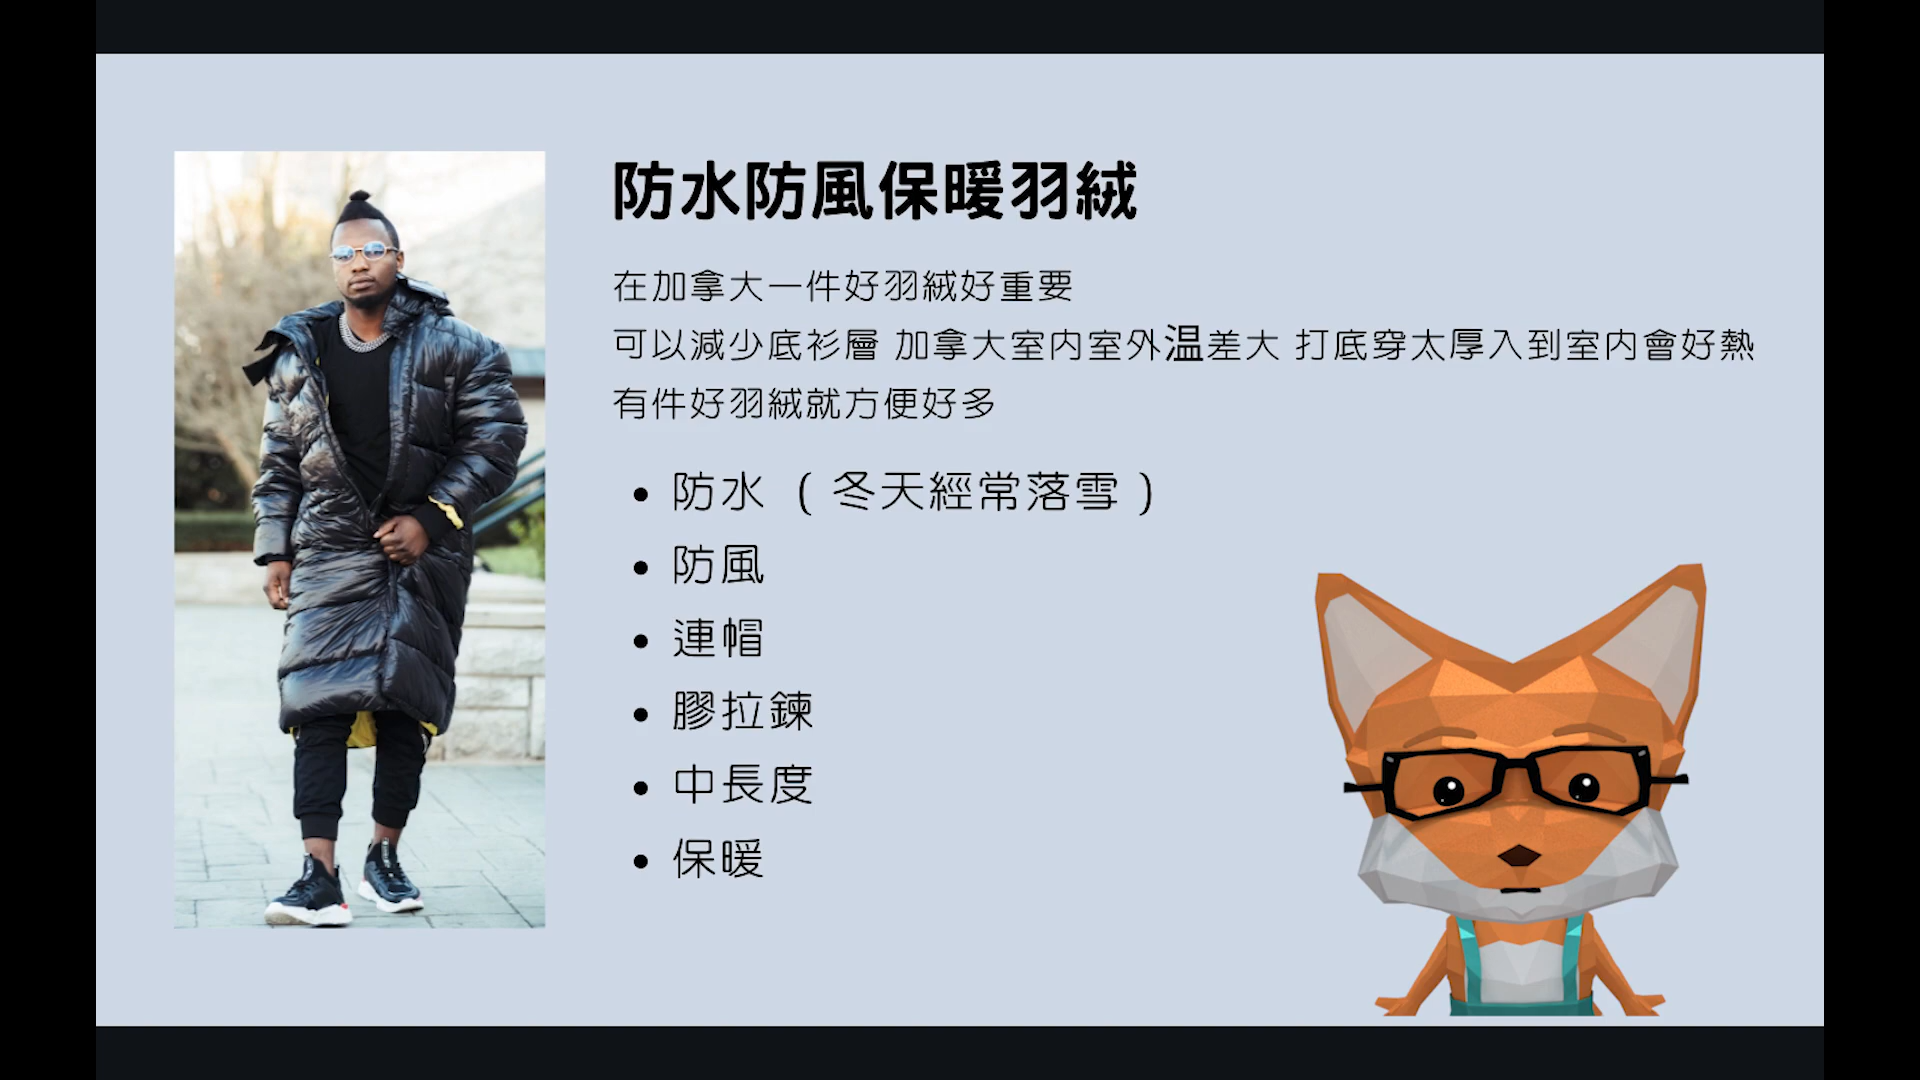 防水防風保暖羽絨
在加拿大一件好羽絨好重要
可以減少底衫層 加拿大室內室外温差大 打底穿太厚入到室內會好熱
有件好羽絨就方便好多
• 防水 ( 冬天經常落雪 )
• 防風
• 連帽
• 膠拉鍊
• 中長度
• 保暖